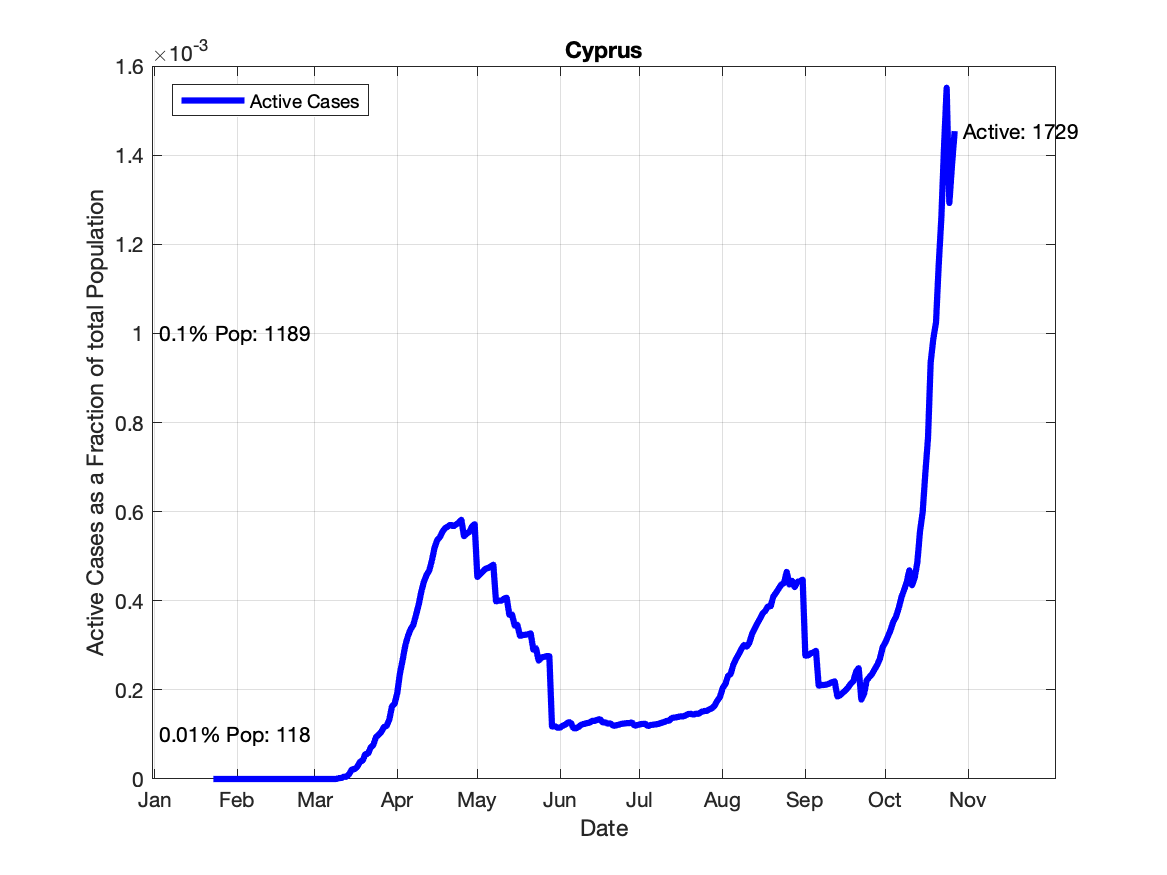 Cyprus
×10-3
1.6
1.4
1.2
1
0.8
0.6
0.4
0.2
0
Active Cases
Active: 1729
0.1% Pop: 1189
0.01% Pop: 118
Active Cases as a Fraction of total Population
Jan Feb Mar Apr May Jun Jul Aug Sep Oct Nov
Date